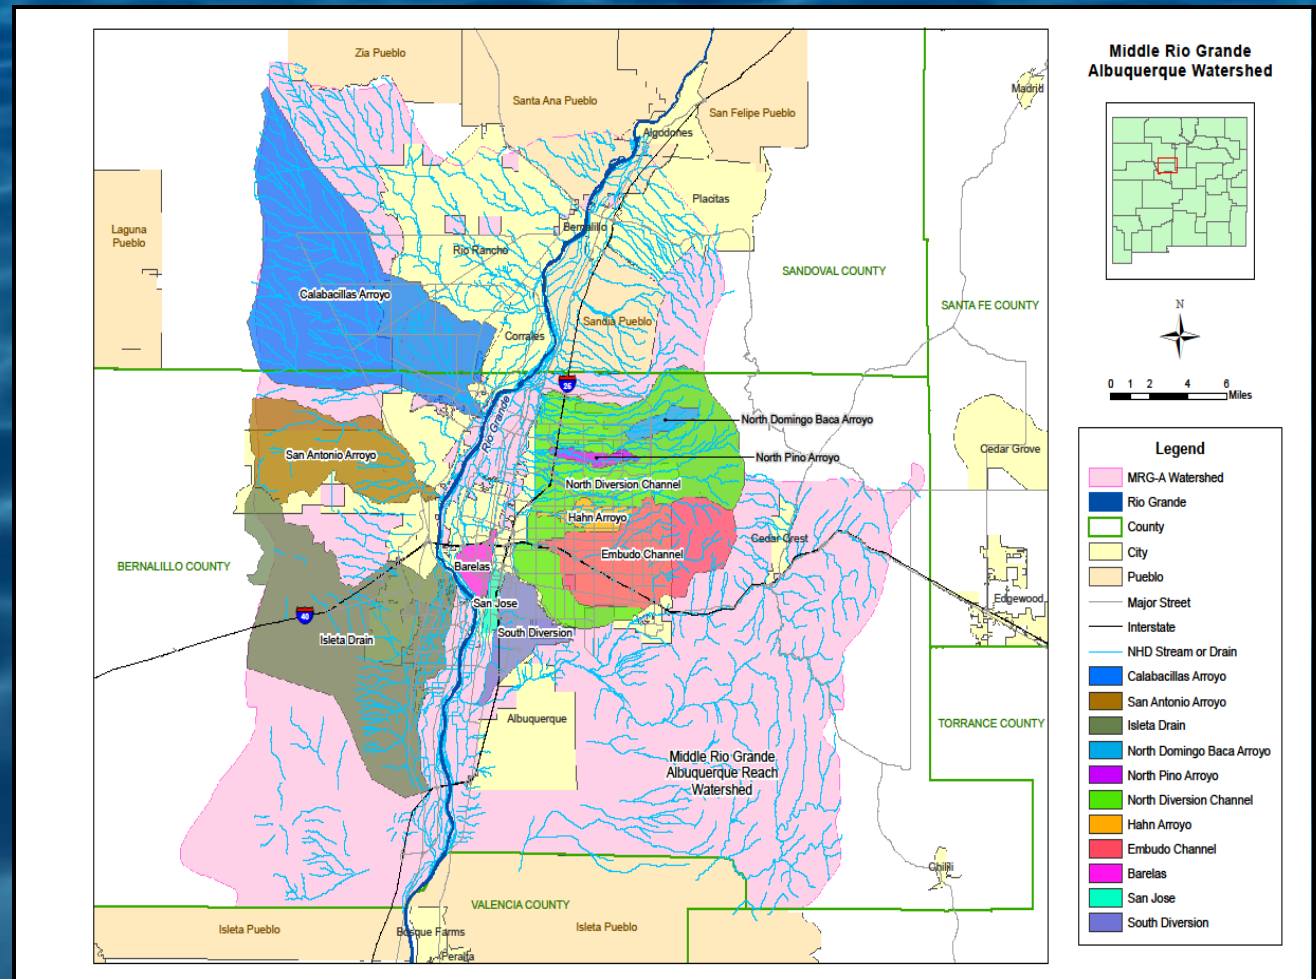 Middle Rio Grande
Albuquerque Watershed
Zia Pueblo
Santa Ana Pueblo
San Felipe Pueblo
Madrid
Algodones
Placitas
Laguna
Pueblo
Bernalillo
Rio Rancho
SANDOVAL COUNTY
Calabacillas Arroyo
SANTA FE COUNTY
Sandia Pueblo
Corrales
N
25
0 1 2 4 6
Miles
Rio Grande
North Domingo Baca Arroyo
San Antonio Arroyo
North Pino Arroyo
Cedar Grove
North Diversion Channel
Hahn Arroyo
Embudo Channel
Cedar Crest
BERNALILLO COUNTY
Barelas
Edgewood
San Jose
40
Isleta Drain
South Diversion
Albuquerque
TORRANCE COUNTY
Middle Rio Grande
Albuquerque Reach
Watershed
Chilili
VALENCIA COUNTY
Isleta Pueblo
Bosque Farms
Isleta Pueblo
Peralta
Legend
MRG-A Watershed
Rio Grande
County
City
Pueblo
Major Street
Interstate
NHD Stream or Drain
Calabacillas Arroyo
San Antonio Arroyo
Isleta Drain
North Domingo Baca Arroyo
North Pino Arroyo
North Diversion Channel
Hahn Arroyo
Embudo Channel
Barelas
San Jose
South Diversion